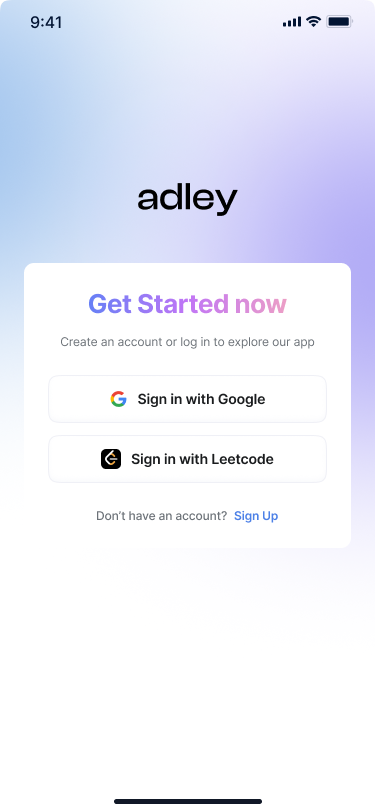 9:41
adley
Get Started now
Create an account or log in to explore our app
Sign in with Google
Sign in with Leetcode
Don’t have an account? Sign Up